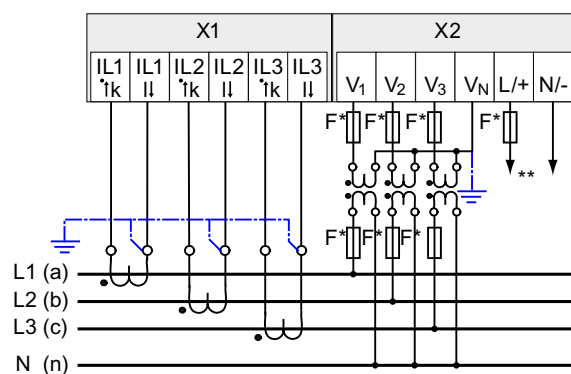 X1 X2
IL1 IL1 IL2 IL2 IL3 IL3 V1 V2 V3 VN L/+ N/-
↑k I↓ ↑k I↓ ↑k I↓
F* F* F* F*
**
F* F* F*
L1 (a)
L2 (b)
L3 (c)
N (n)